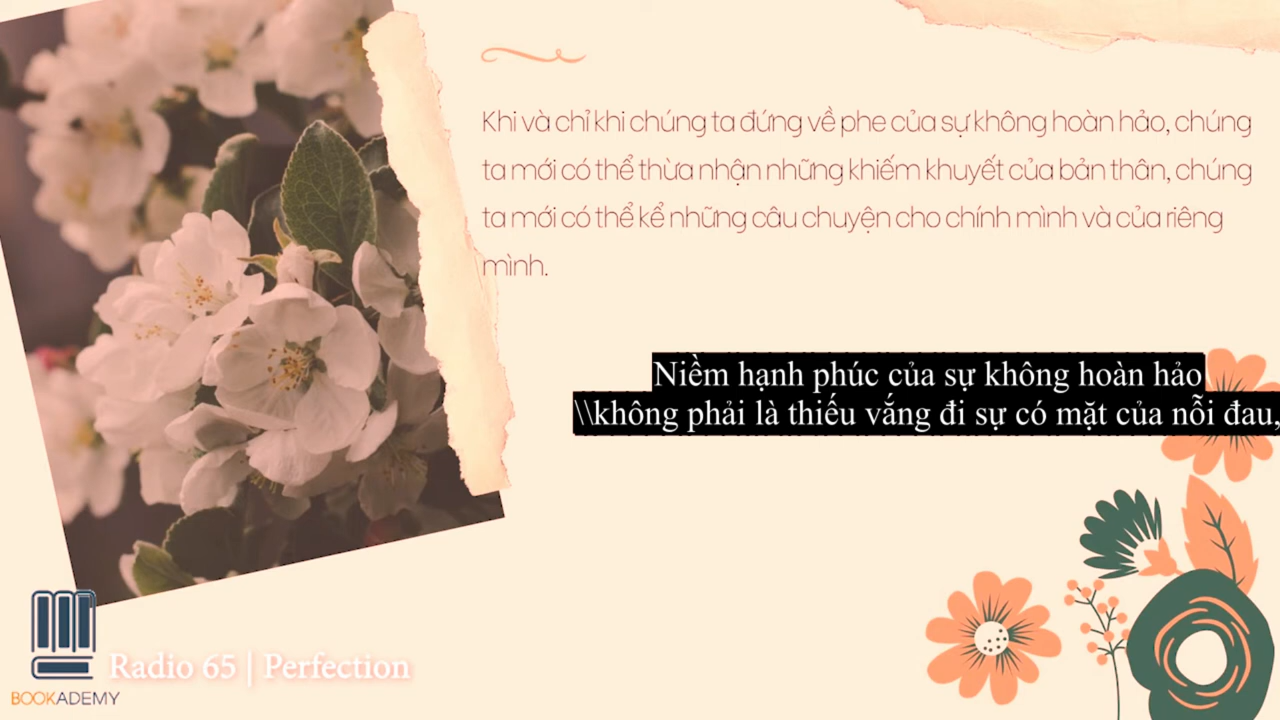 Khi và chỉ khi chúng ta đứng về phe của sự không hoàn hảo, chúng
ta mới có thể thừa nhận những khiếm khuyết của bản thân, chúng
ta mới có thể kể những câu chuyện cho chính mình và của riêng
mình.
Niềm hạnh phúc của sự không hoàn hảo
\\không phải là thiếu vắng đi sự có mặt của nỗi đau,
Radio 65 | Perfection
BOOKADEMY